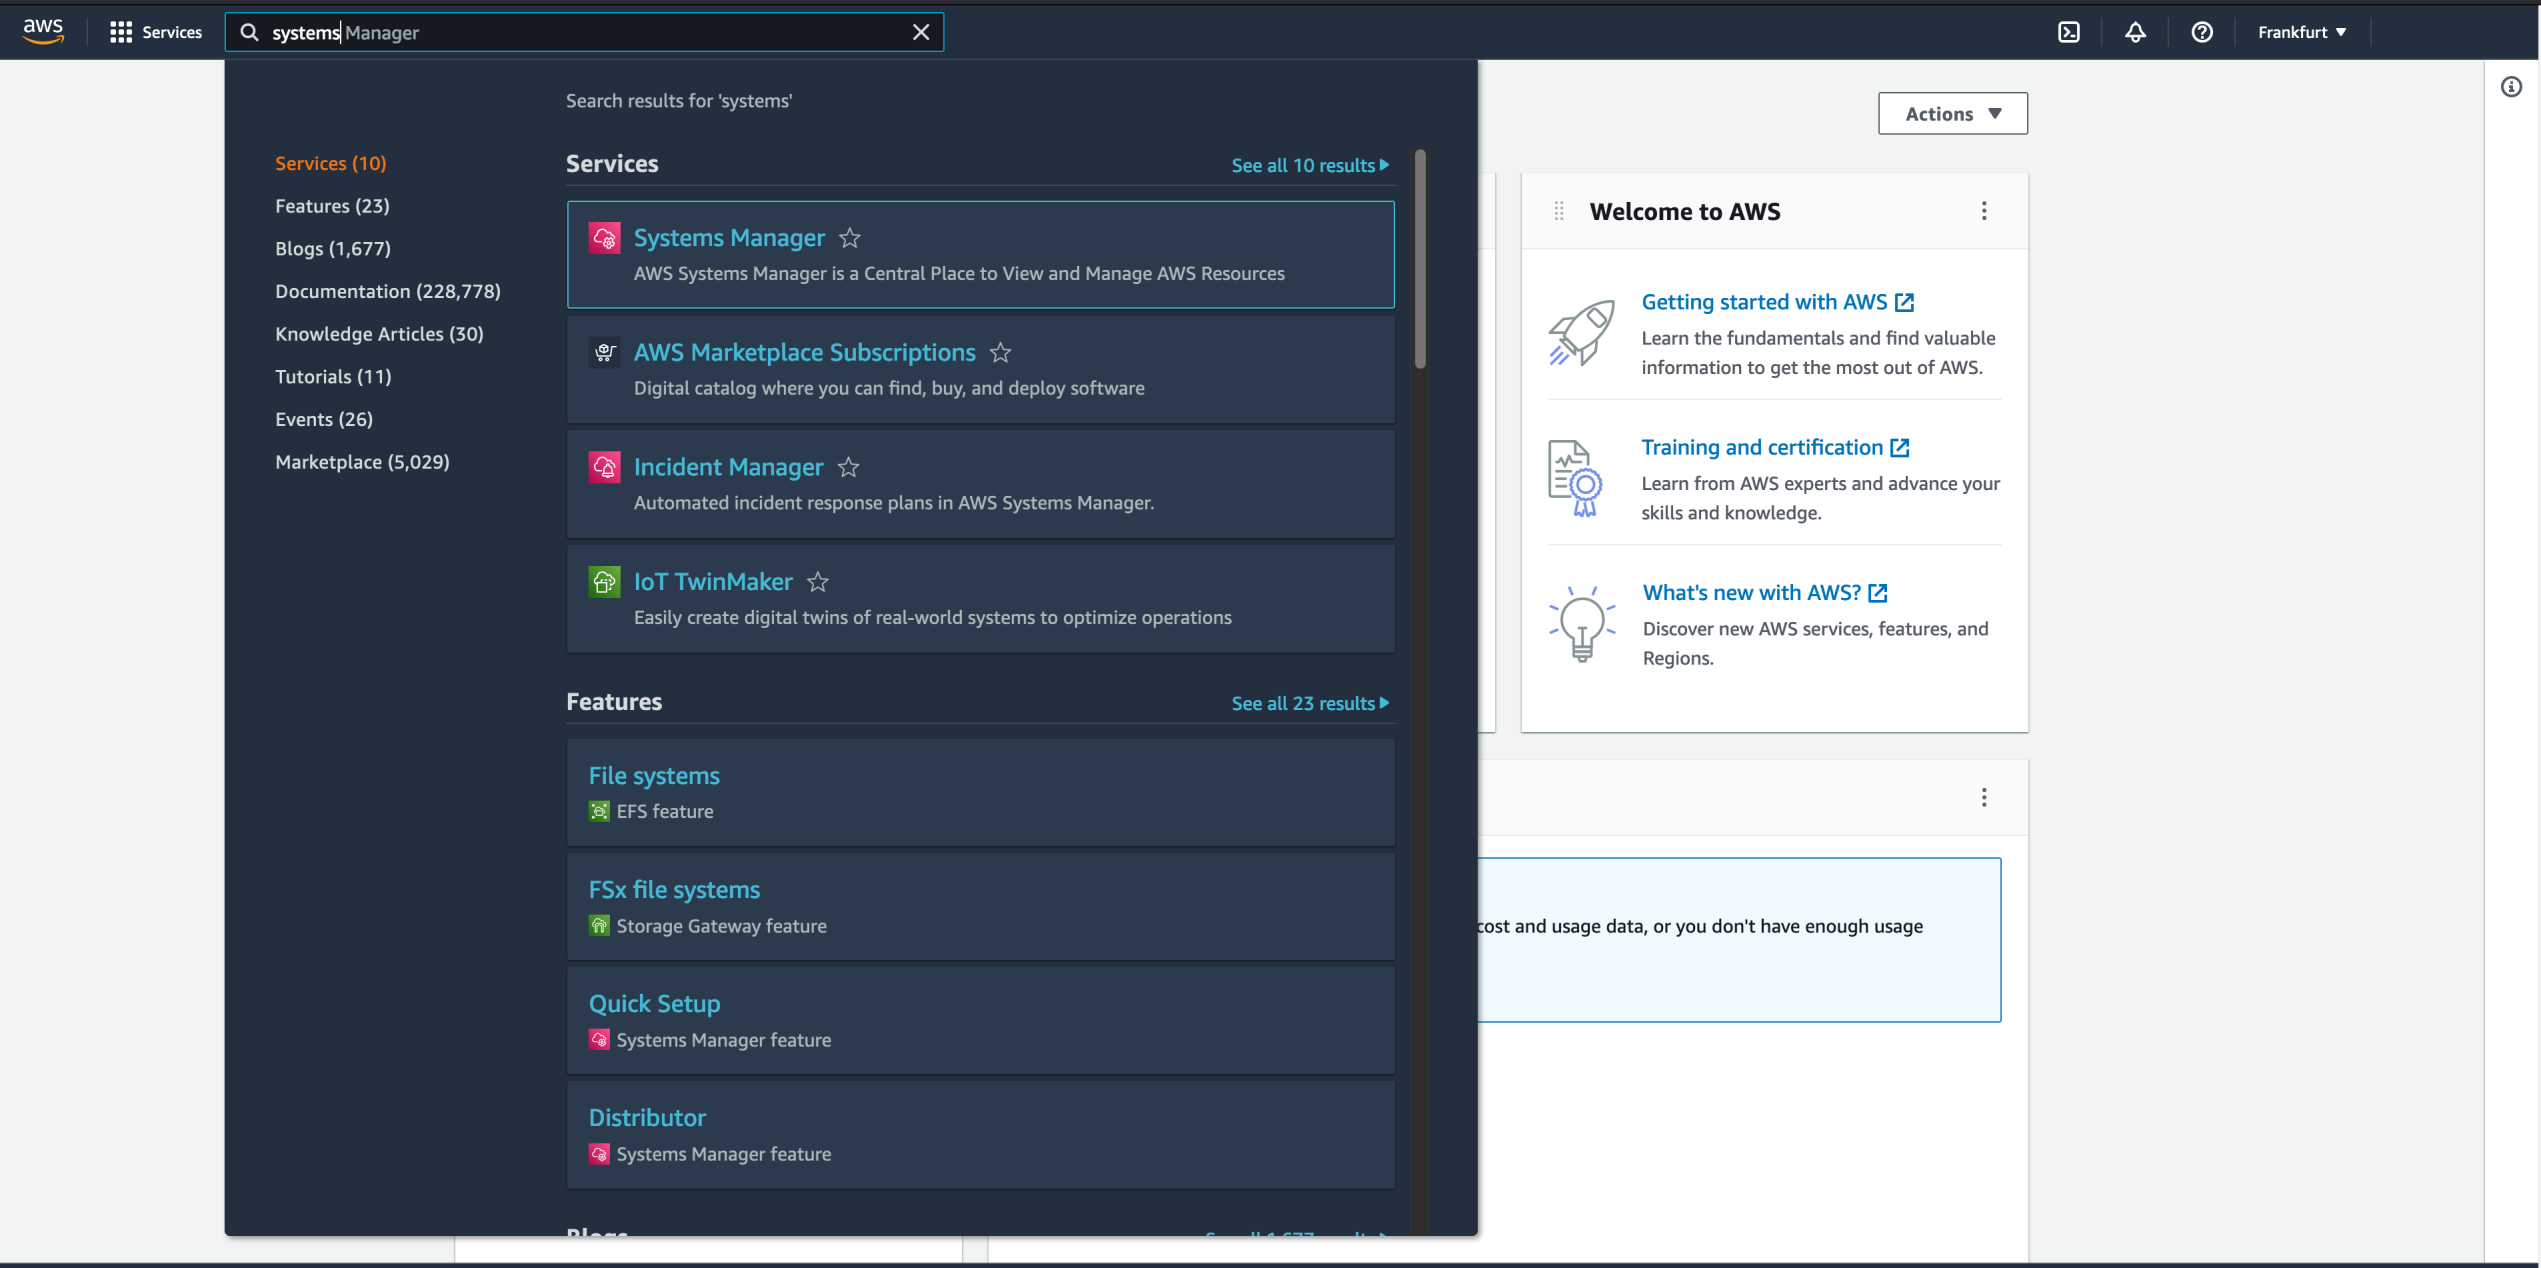 aws
Services
systems Manager
Frankfurt
Search results for 'systems'
Services (10)
Features (23)
Blogs (1,677)
Documentation (228,778)
Knowledge Articles (30)
Tutorials (11)
Events (26)
Marketplace (5,029)
Services
See all 10 results
Systems Manager
AWS Systems Manager is a Central Place to View and Manage AWS Resources
AWS Marketplace Subscriptions
Digital catalog where you can find, buy, and deploy software
Incident Manager
Automated incident response plans in AWS Systems Manager.
IoT TwinMaker
Easily create digital twins of real-world systems to optimize operations
Features
See all 23 results
File systems
EFS feature
FSx file systems
Storage Gateway feature
Quick Setup
Systems Manager feature
Distributor
Systems Manager feature
Blogs
See all 1,677 results
Actions
Welcome to AWS
Getting started with AWS
Learn the fundamentals and find valuable
information to get the most out of AWS.
Training and certification
Learn from AWS experts and advance your
skills and knowledge.
What's new with AWS?
Discover new AWS services, features, and
Regions.
cost and usage data, or you don't have enough usage